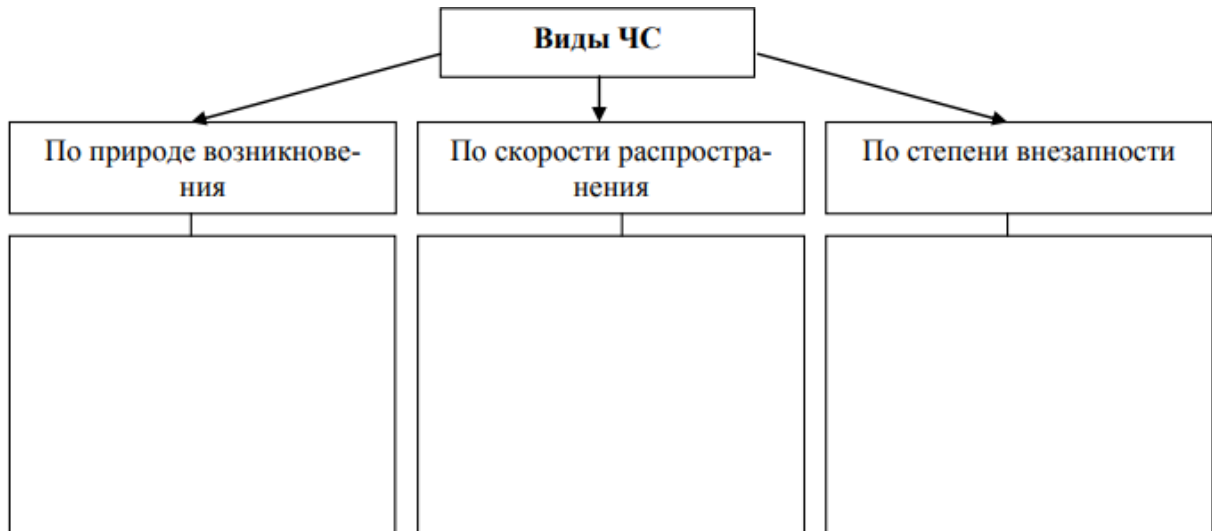 Виды ЧС
По природе возникнове-
ния
По скорости распростра-
нения
По степени внезапности